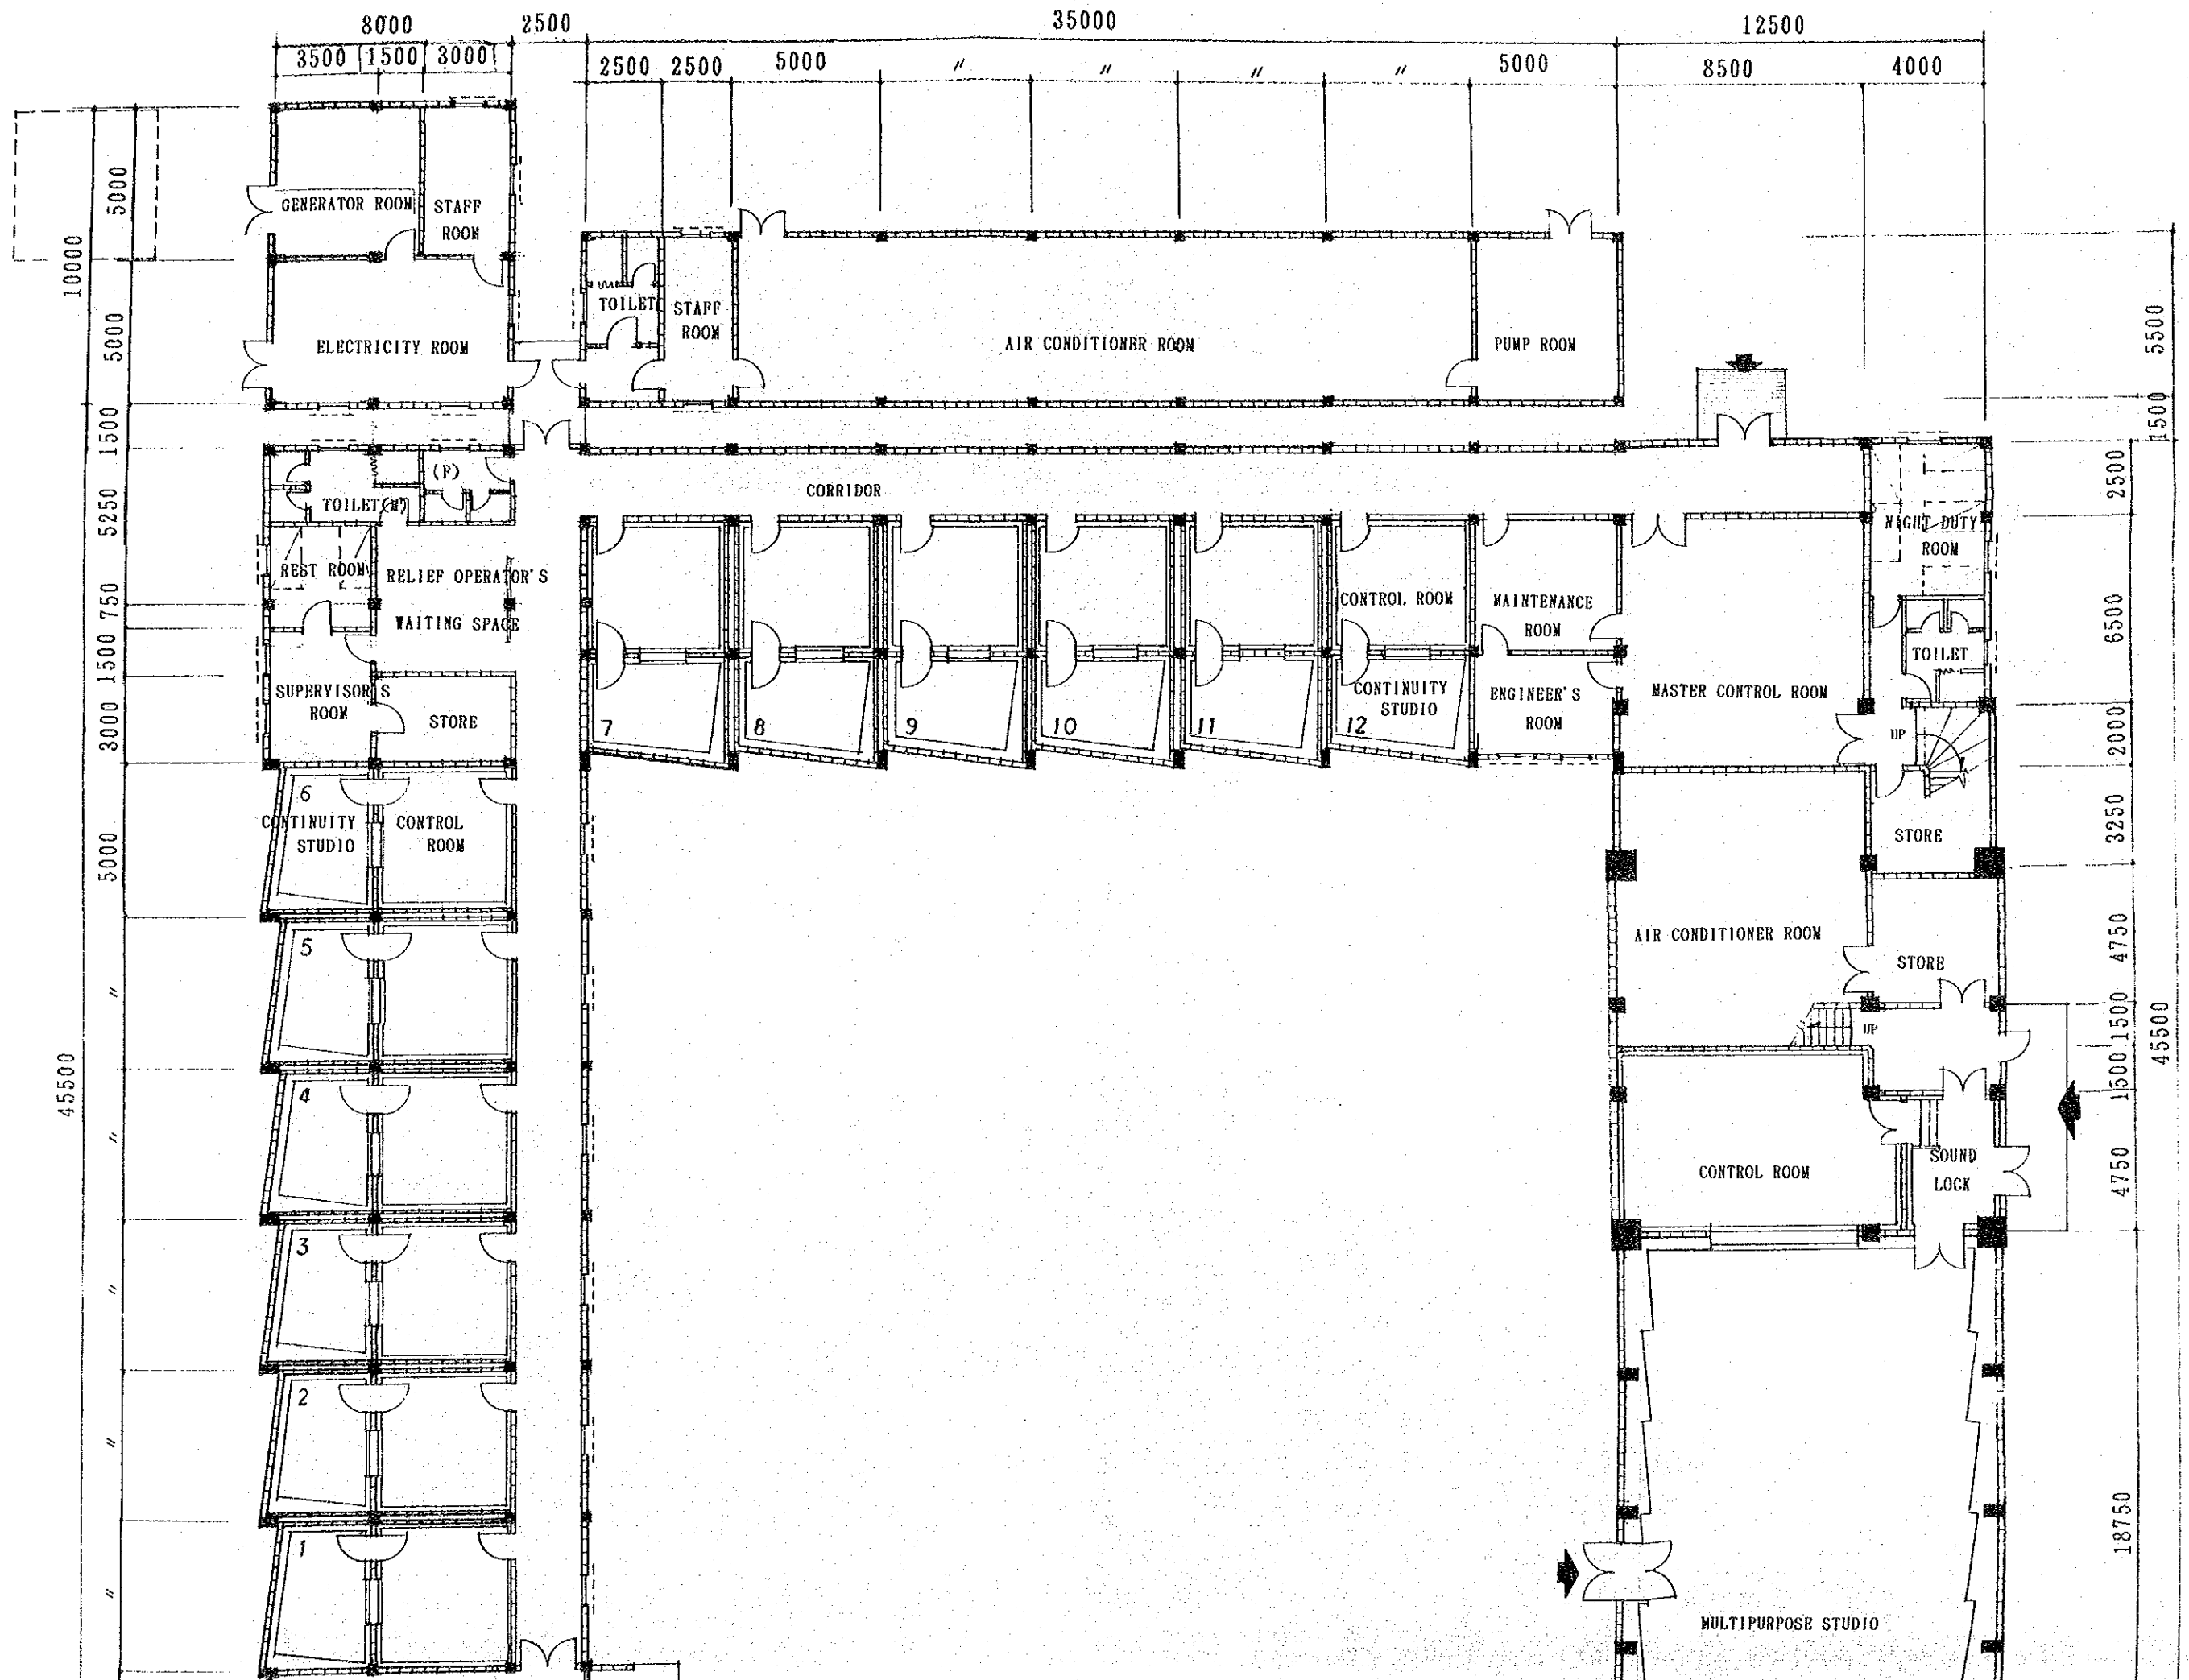 8000
2500
35000
12500
3500
1500
3000
2500
2500
5000
〃
〃
〃
〃
5000
8500
4000
10000
5000
5000
1500
5250
750
1500
3000
5000
〃
〃
〃
〃
〃
45500
GENERATOR ROOM
STAFF
ROOM
ELECTRICITY ROOM
TOILET
STAFF
ROOM
AIR CONDITIONER ROOM
PUMP ROOM
5500
1500
CORRIDOR
TOILET(M)
(F)
REST ROOM
RELIEF OPERATOR'S
WAITING SPACE
SUPERVISOR'S
ROOM
STORE
7
8
9
10
11
CONTROL ROOM
CONTINUITY
STUDIO
12
MAINTENANCE
ROOM
ENGINEER'S
ROOM
MASTER CONTROL ROOM
NIGHT DUTY
ROOM
TOILET
UP
STORE
2500
6500
2000
3250
4750
1500
1500
4750
18750
45500
6
CONTINUITY
STUDIO
CONTROL
ROOM
5
4
3
2
1
AIR CONDITIONER ROOM
STORE
UP
CONTROL ROOM
SOUND
LOCK
MULTIPURPOSE STUDIO